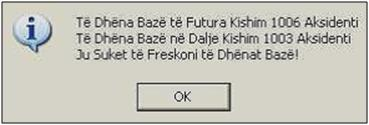 Të Dhëna Bazë të Futura Kishim 1006 Aksidenti
Të Dhëna Bazë në Dalje Kishim 1003 Aksidenti
Ju Suket të Freskoni të Dhënat Bazë!
OK